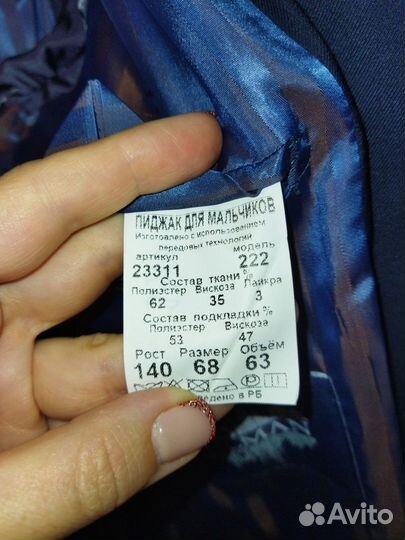 ПИДЖАК ДЛЯ МАЛЬЧИКОВ
Изготовлено с использованием
передовых технологий
артикул модель
23311 222
Состав ткани %
Полиэстер Вискоза Лайкра
62 35 3
Состав подкладки %
Полиэстер Вискоза
53 47
Рост Размер Объём
140 68 63
в РБ
Avito